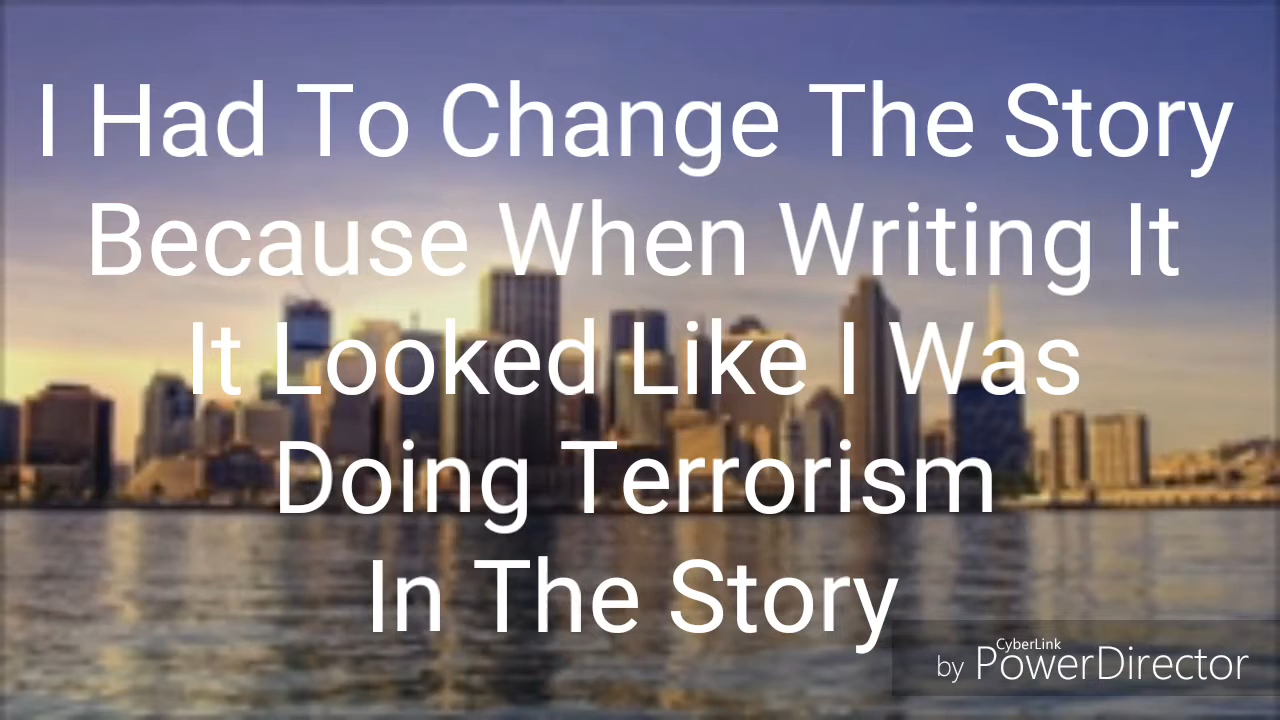 I Had To Change The Story
Because When Writing It
It Looked Like I Was
Doing Terrorism
In The Story
CyberLink
by PowerDirector